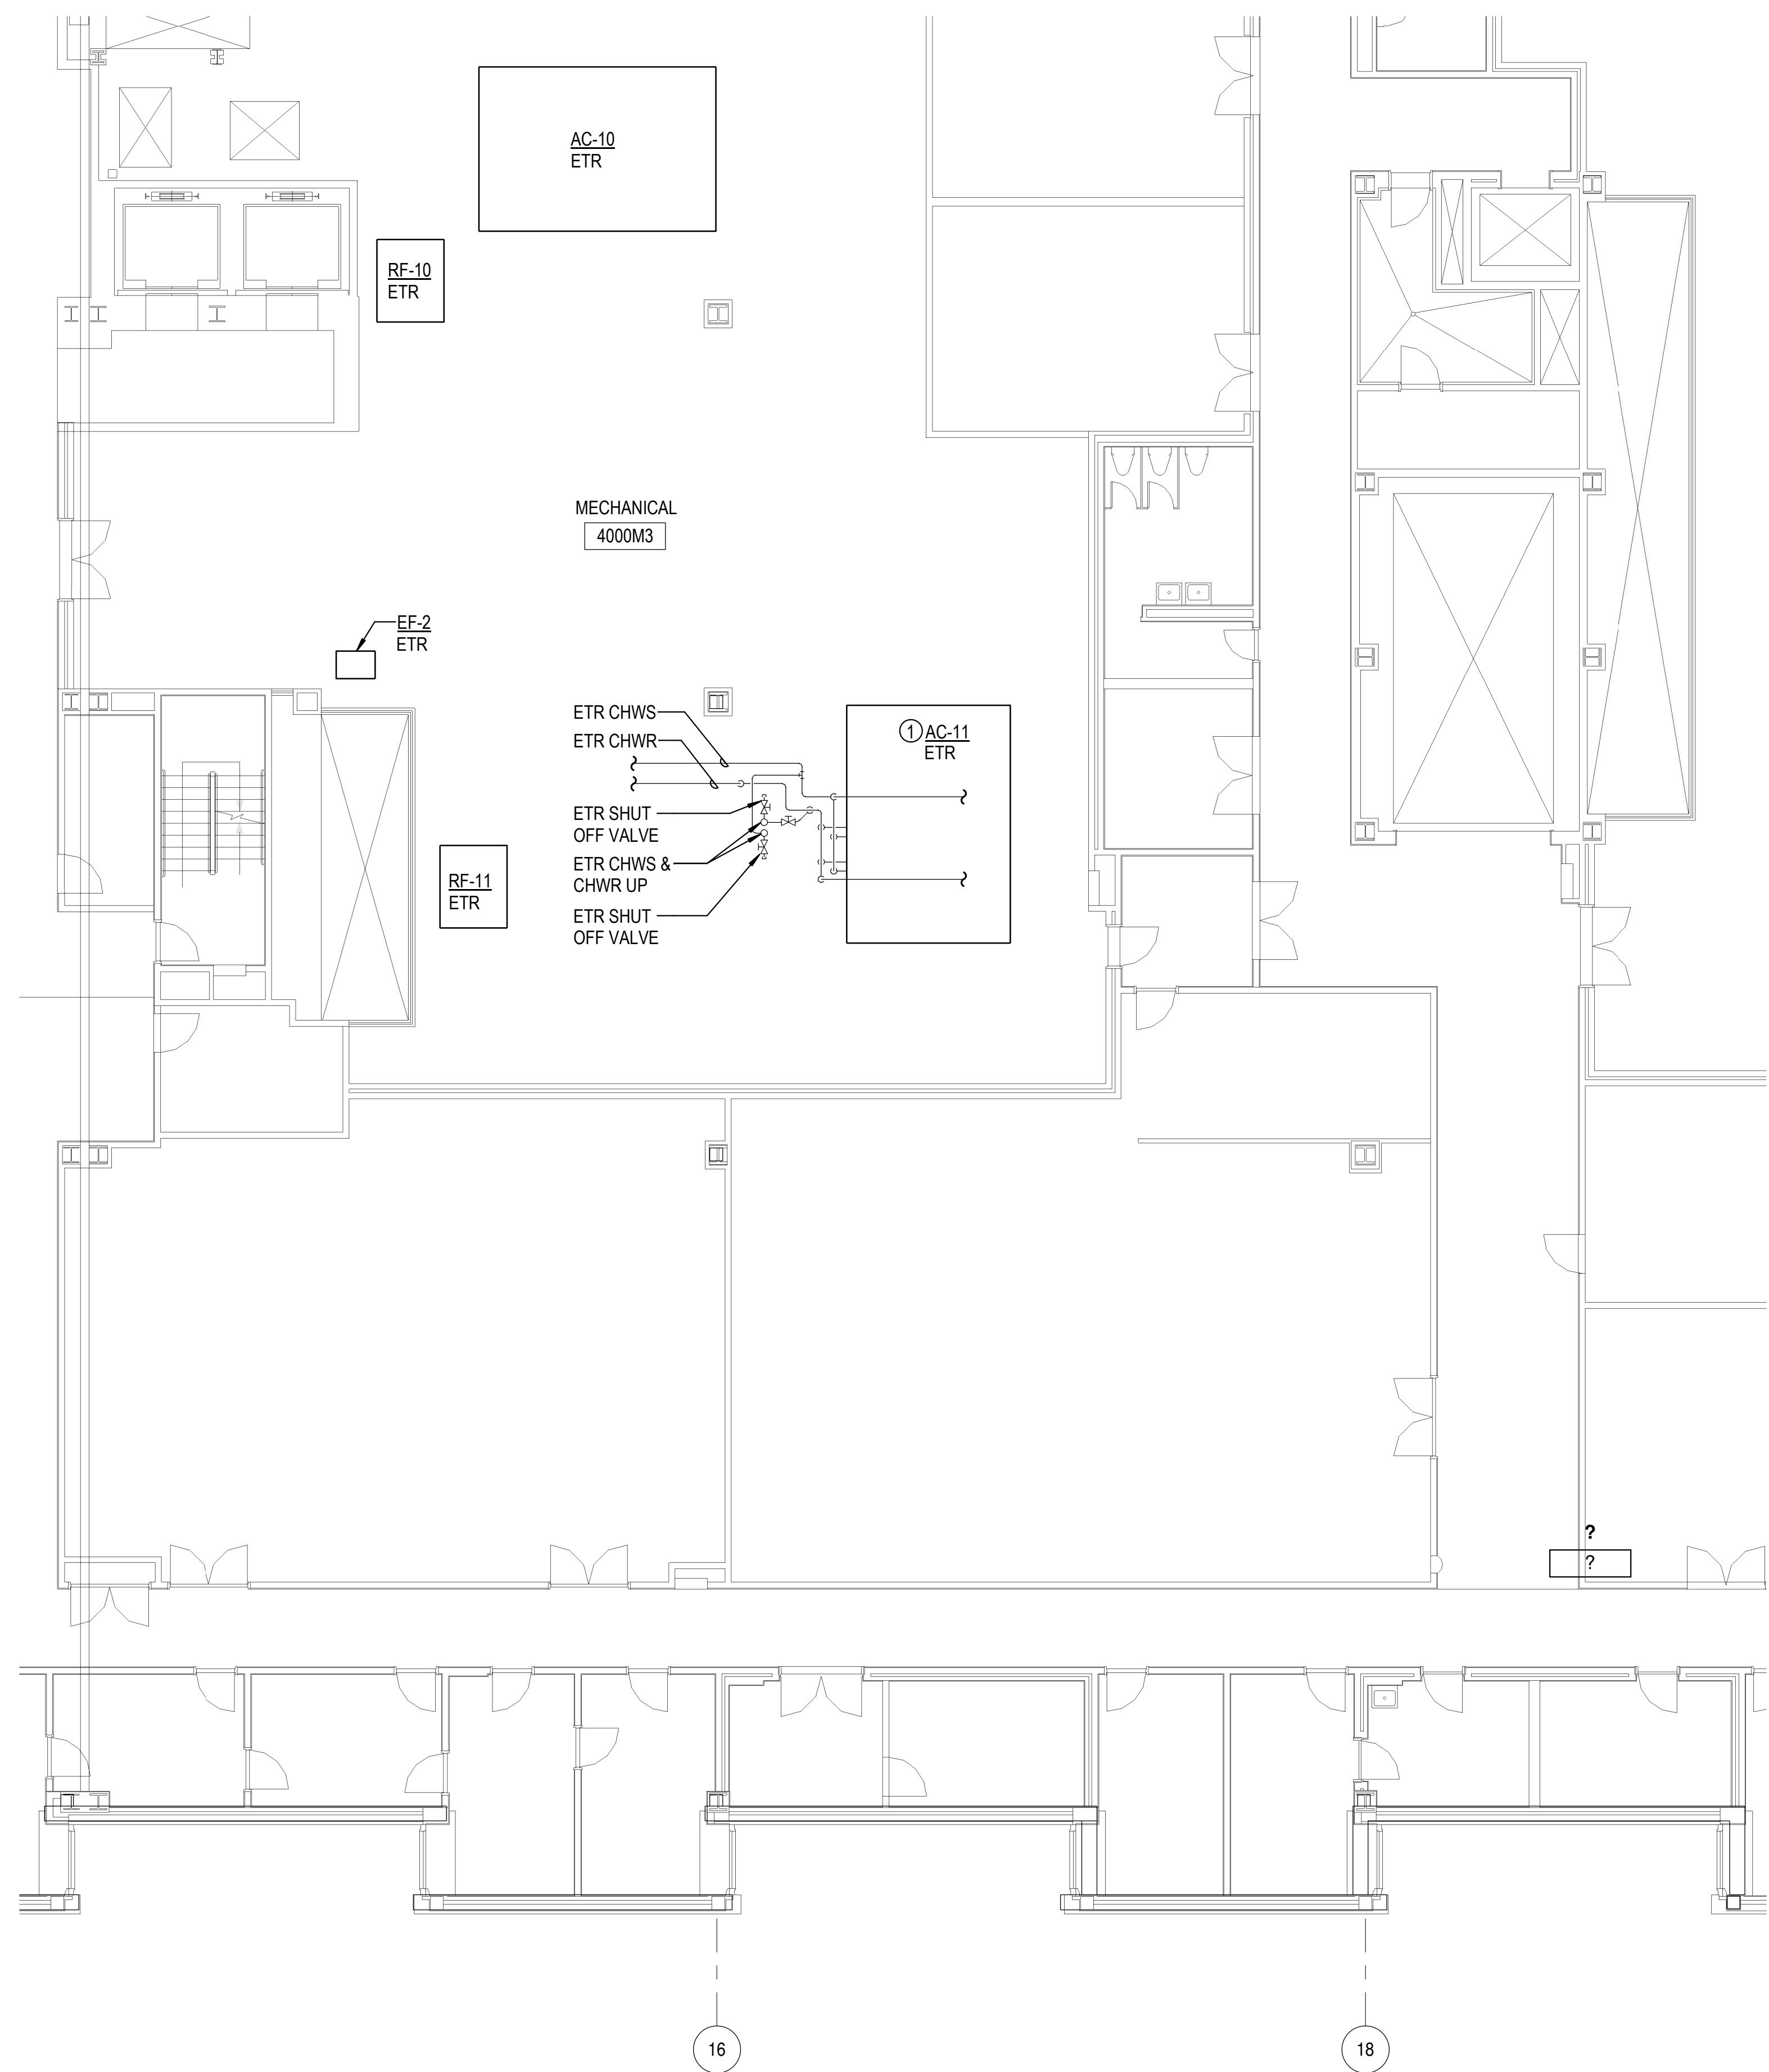 AC-10
ETR
RF-10
ETR
MECHANICAL
4000M3
EF-2
ETR
ETR CHWS
ETR CHWR
1 AC-11
ETR
ETR SHUT
OFF VALVE
ETR CHWS &
CHWR UP
ETR SHUT
OFF VALVE
RF-11
ETR
?
?
16
18